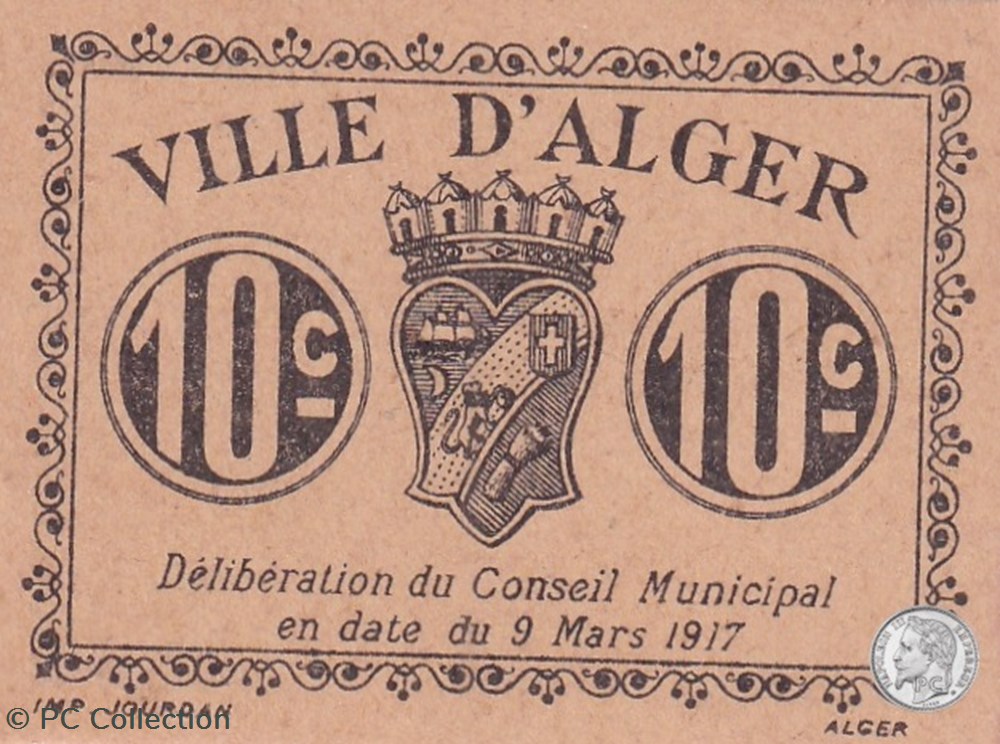 VILLE D'ALGER
10c
10c
Délibération du Conseil Municipal
en date du 9 Mars 1917
IMP. JOURDAN
ALGER
© PC Collection
PC